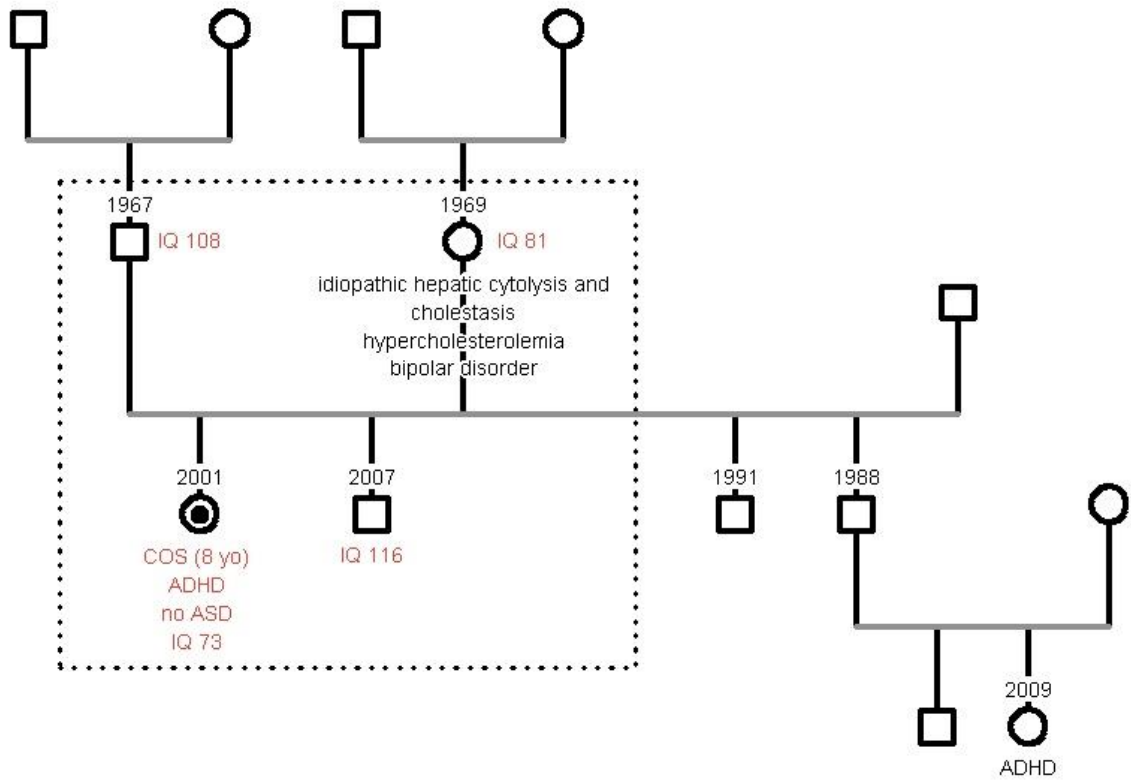 1967
IQ 108
1969
IQ 81
idiopathic hepatic cytolysis and
cholestasis
hypercholesterolemia
bipolar disorder
2001
COS (8 yo)
ADHD
no ASD
IQ 73
2007
IQ 116
1991
1988
2009
ADHD